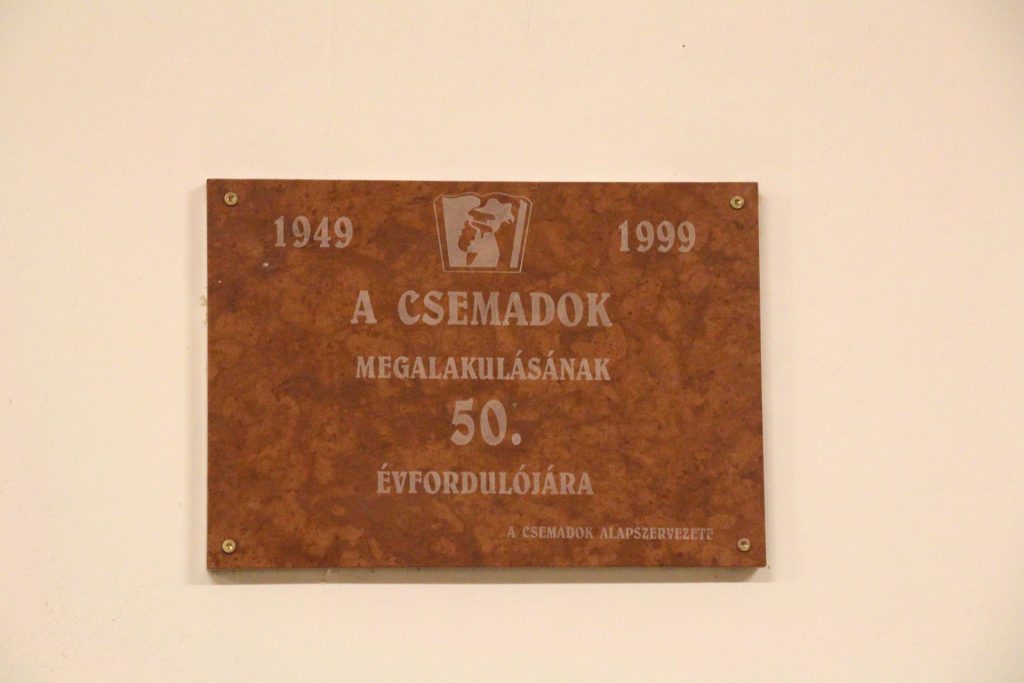 1949 1999
A CSEMADOK
MEGALAKULÁSÁNAK
50.
ÉVFORDULÓJÁRA
A CSEMADOK ALAPSZERVEZETE